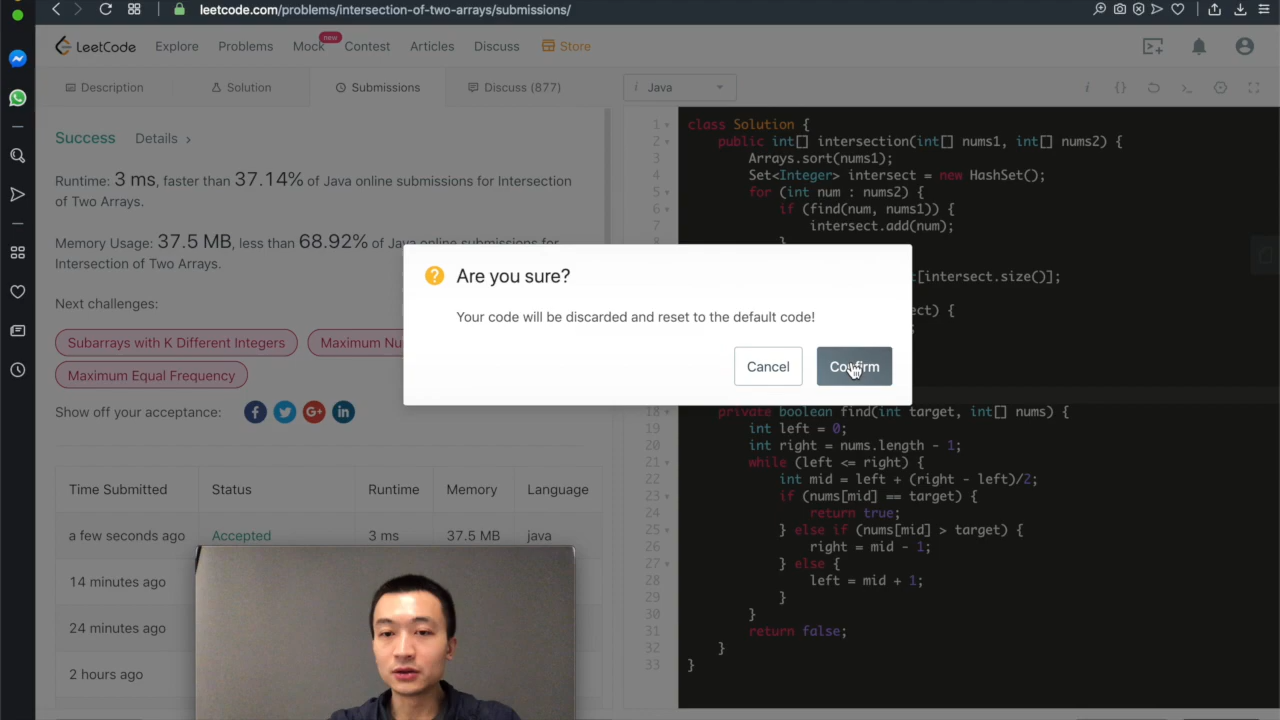 leetcode.com/problems/intersection-of-two-arrays/submissions/
LeetCode Explore Problems Mock new Contest Articles Discuss Store
Description Solution Submissions Discuss (877) i Java
Success Details >
Runtime: 3 ms, faster than 37.14% of Java online submissions for Intersection
of Two Arrays.
Memory Usage: 37.5 MB, less than 68.92% of Java online submissions for
Intersection of Two Arrays.
Next challenges:
Subarrays with K Different Integers Maximum
Maximum Equal Frequency
Show off your acceptance:
Time Submitted Status Runtime Memory Language
a few seconds ago Accepted 3 ms 37.5 MB java
14 minutes ago
24 minutes ago
2 hours ago
Are you sure?
Your code will be discarded and reset to the default code!
Cancel Confirm
1 class Solution {
2 public int[] intersection(int[] nums1, int[] nums2) {
3 Arrays.sort(nums1);
4 Set<Integer> intersect = new HashSet();
5 for (int num : nums2) {
6 if (find(num, nums1)) {
7 intersect.add(num);
8 }
[intersect.size()];
ct) {
;
18 private boolean find(int target, int[] nums) {
19 int left = 0;
20 int right = nums.length - 1;
21 while (left <= right) {
22 int mid = left + (right - left)/2;
23 if (nums[mid] == target) {
24 return true;
25 } else if (nums[mid] > target) {
26 right = mid - 1;
27 } else {
28 left = mid + 1;
29 }
30 }
31 return false;
32 }
33 }